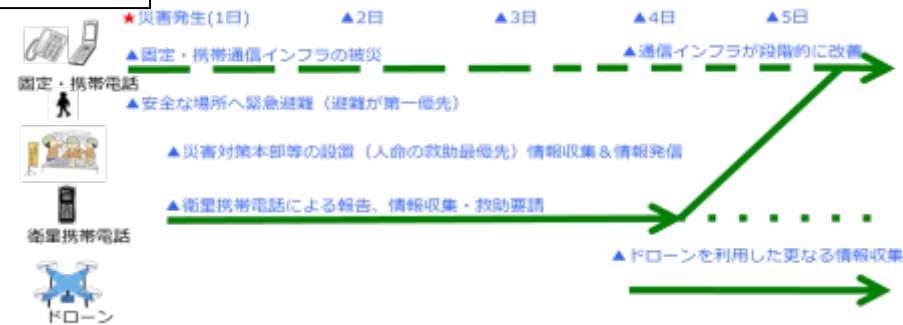 ★災害発生(1日) ▲2日 ▲3日 ▲4日 ▲5日
▲固定・携帯通信インフラの被災 ▲通信インフラが段階的に改善
固定・携帯電話
▲安全な場所へ緊急避難（避難が第一優先）
▲災害対策本部等の設置（人命の救助最優先）情報収集＆情報発信
▲衛星携帯電話による報告、情報収集・救助要請
衛星携帯電話
▲ドローンを利用した更なる情報収集
ドローン